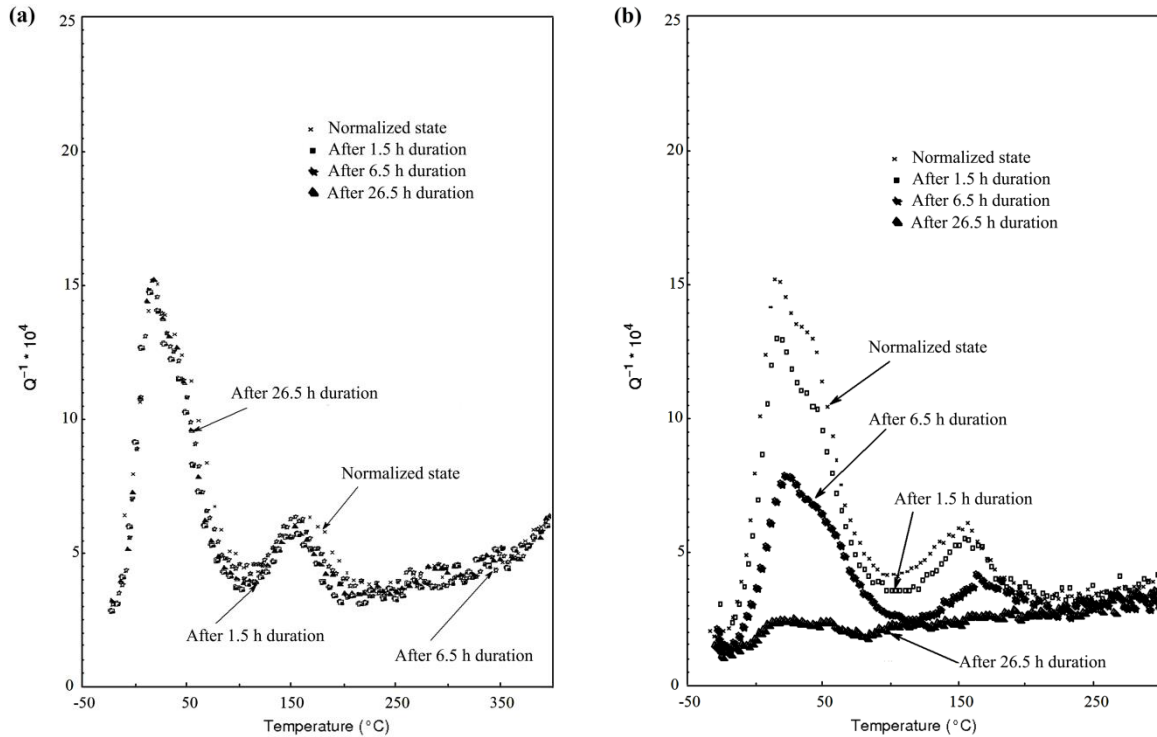 (a)
25
20
15
10
5
0
-50
50
150
250
350
Q⁻¹ * 10⁴
Temperature (°C)
Normalized state
After 1.5 h duration
After 6.5 h duration
After 26.5 h duration
After 26.5 h duration
Normalized state
After 1.5 h duration
After 6.5 h duration
(b)
25
20
15
10
5
0
-50
50
150
250
Q⁻¹ * 10⁴
Temperature (°C)
Normalized state
After 1.5 h duration
After 6.5 h duration
After 26.5 h duration
Normalized state
After 6.5 h duration
After 1.5 h duration
After 26.5 h duration